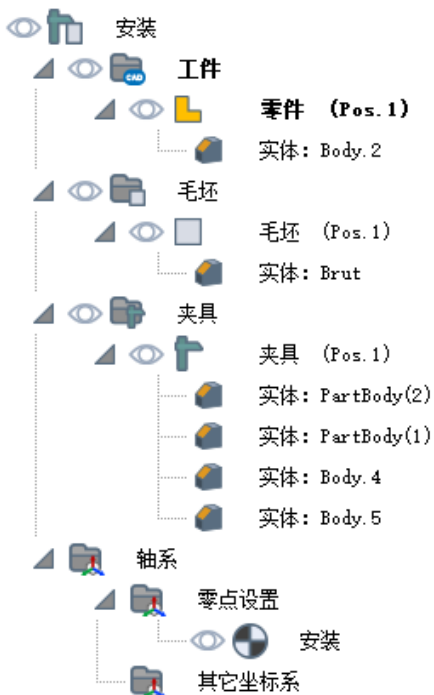 安装
工件
CAD
零件 (Pos.1)
实体: Body.2
毛坯
毛坯 (Pos.1)
实体: Brut
夹具
夹具 (Pos.1)
实体: PartBody(2)
实体: PartBody(1)
实体: Body.4
实体: Body.5
轴系
零点设置
安装
其它坐标系